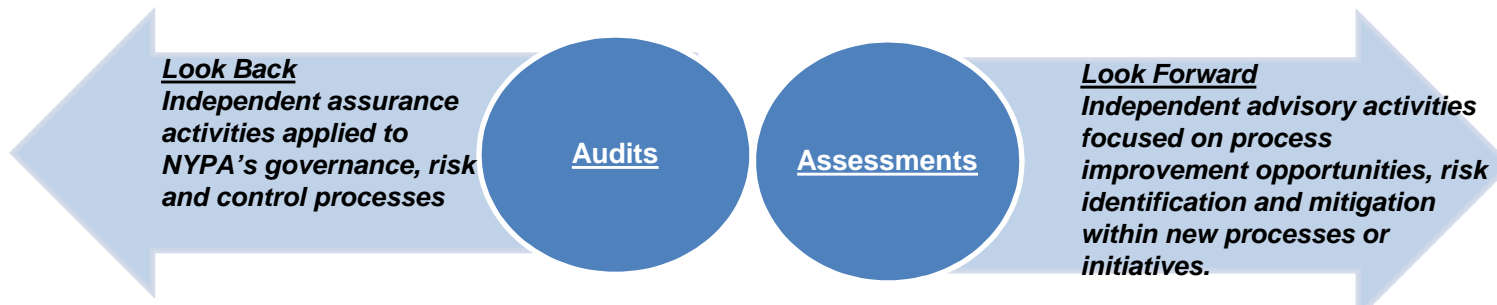 Look Back
Independent assurance
activities applied to
NYPA’s governance, risk
and control processes
Audits
Assessments
Look Forward
Independent advisory activities
focused on process
improvement opportunities, risk
identification and mitigation
within new processes or
initiatives.